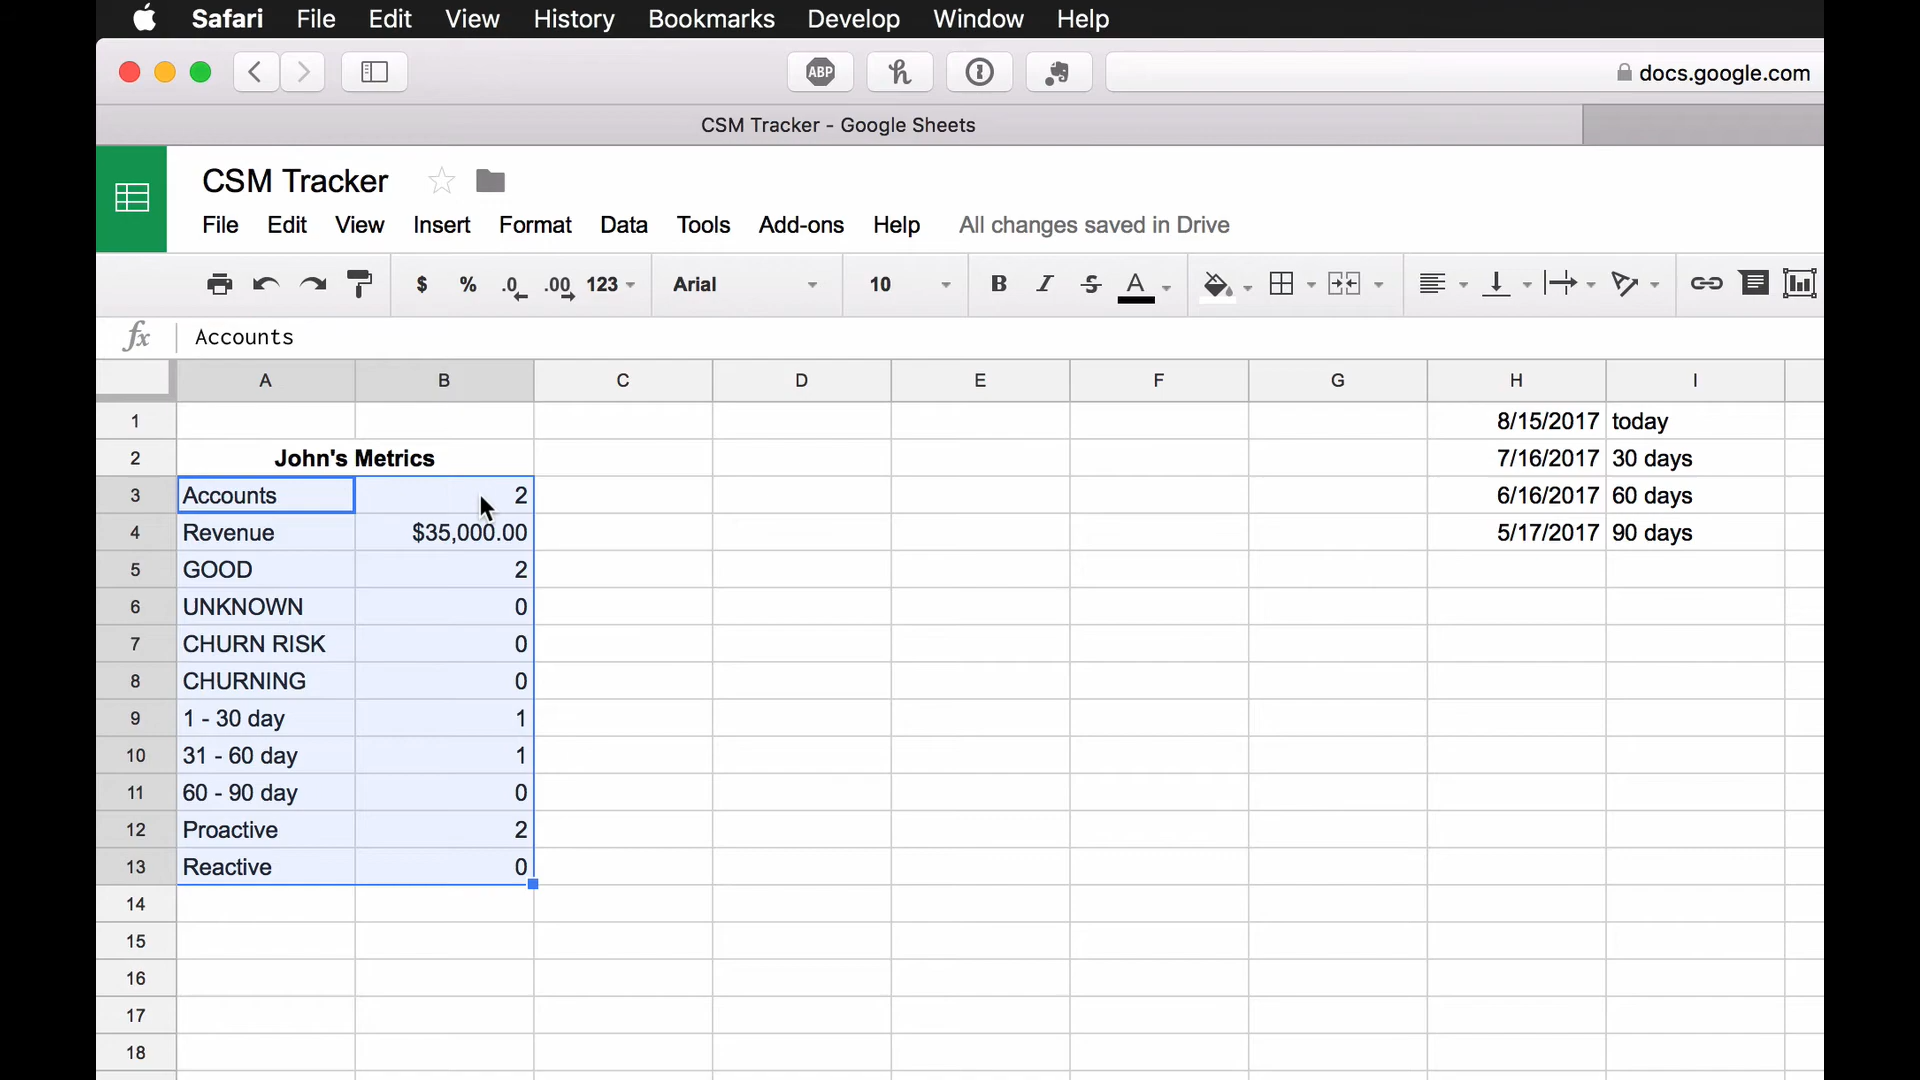 Safari File Edit View History Bookmarks Develop Window Help
ABP h docs.google.com
CSM Tracker - Google Sheets
CSM Tracker
File Edit View Insert Format Data Tools Add-ons Help All changes saved in Drive
$ % .0 .00 123 Arial 10 B I S A
fx Accounts
A B C D E F G H I
1 8/15/2017 today
2 John's Metrics 7/16/2017 30 days
3 Accounts 2 6/16/2017 60 days
4 Revenue $35,000.00 5/17/2017 90 days
5 GOOD 2
6 UNKNOWN 0
7 CHURN RISK 0
8 CHURNING 0
9 1 - 30 day 1
10 31 - 60 day 1
11 60 - 90 day 0
12 Proactive 2
13 Reactive 0
14
15
16
17
18